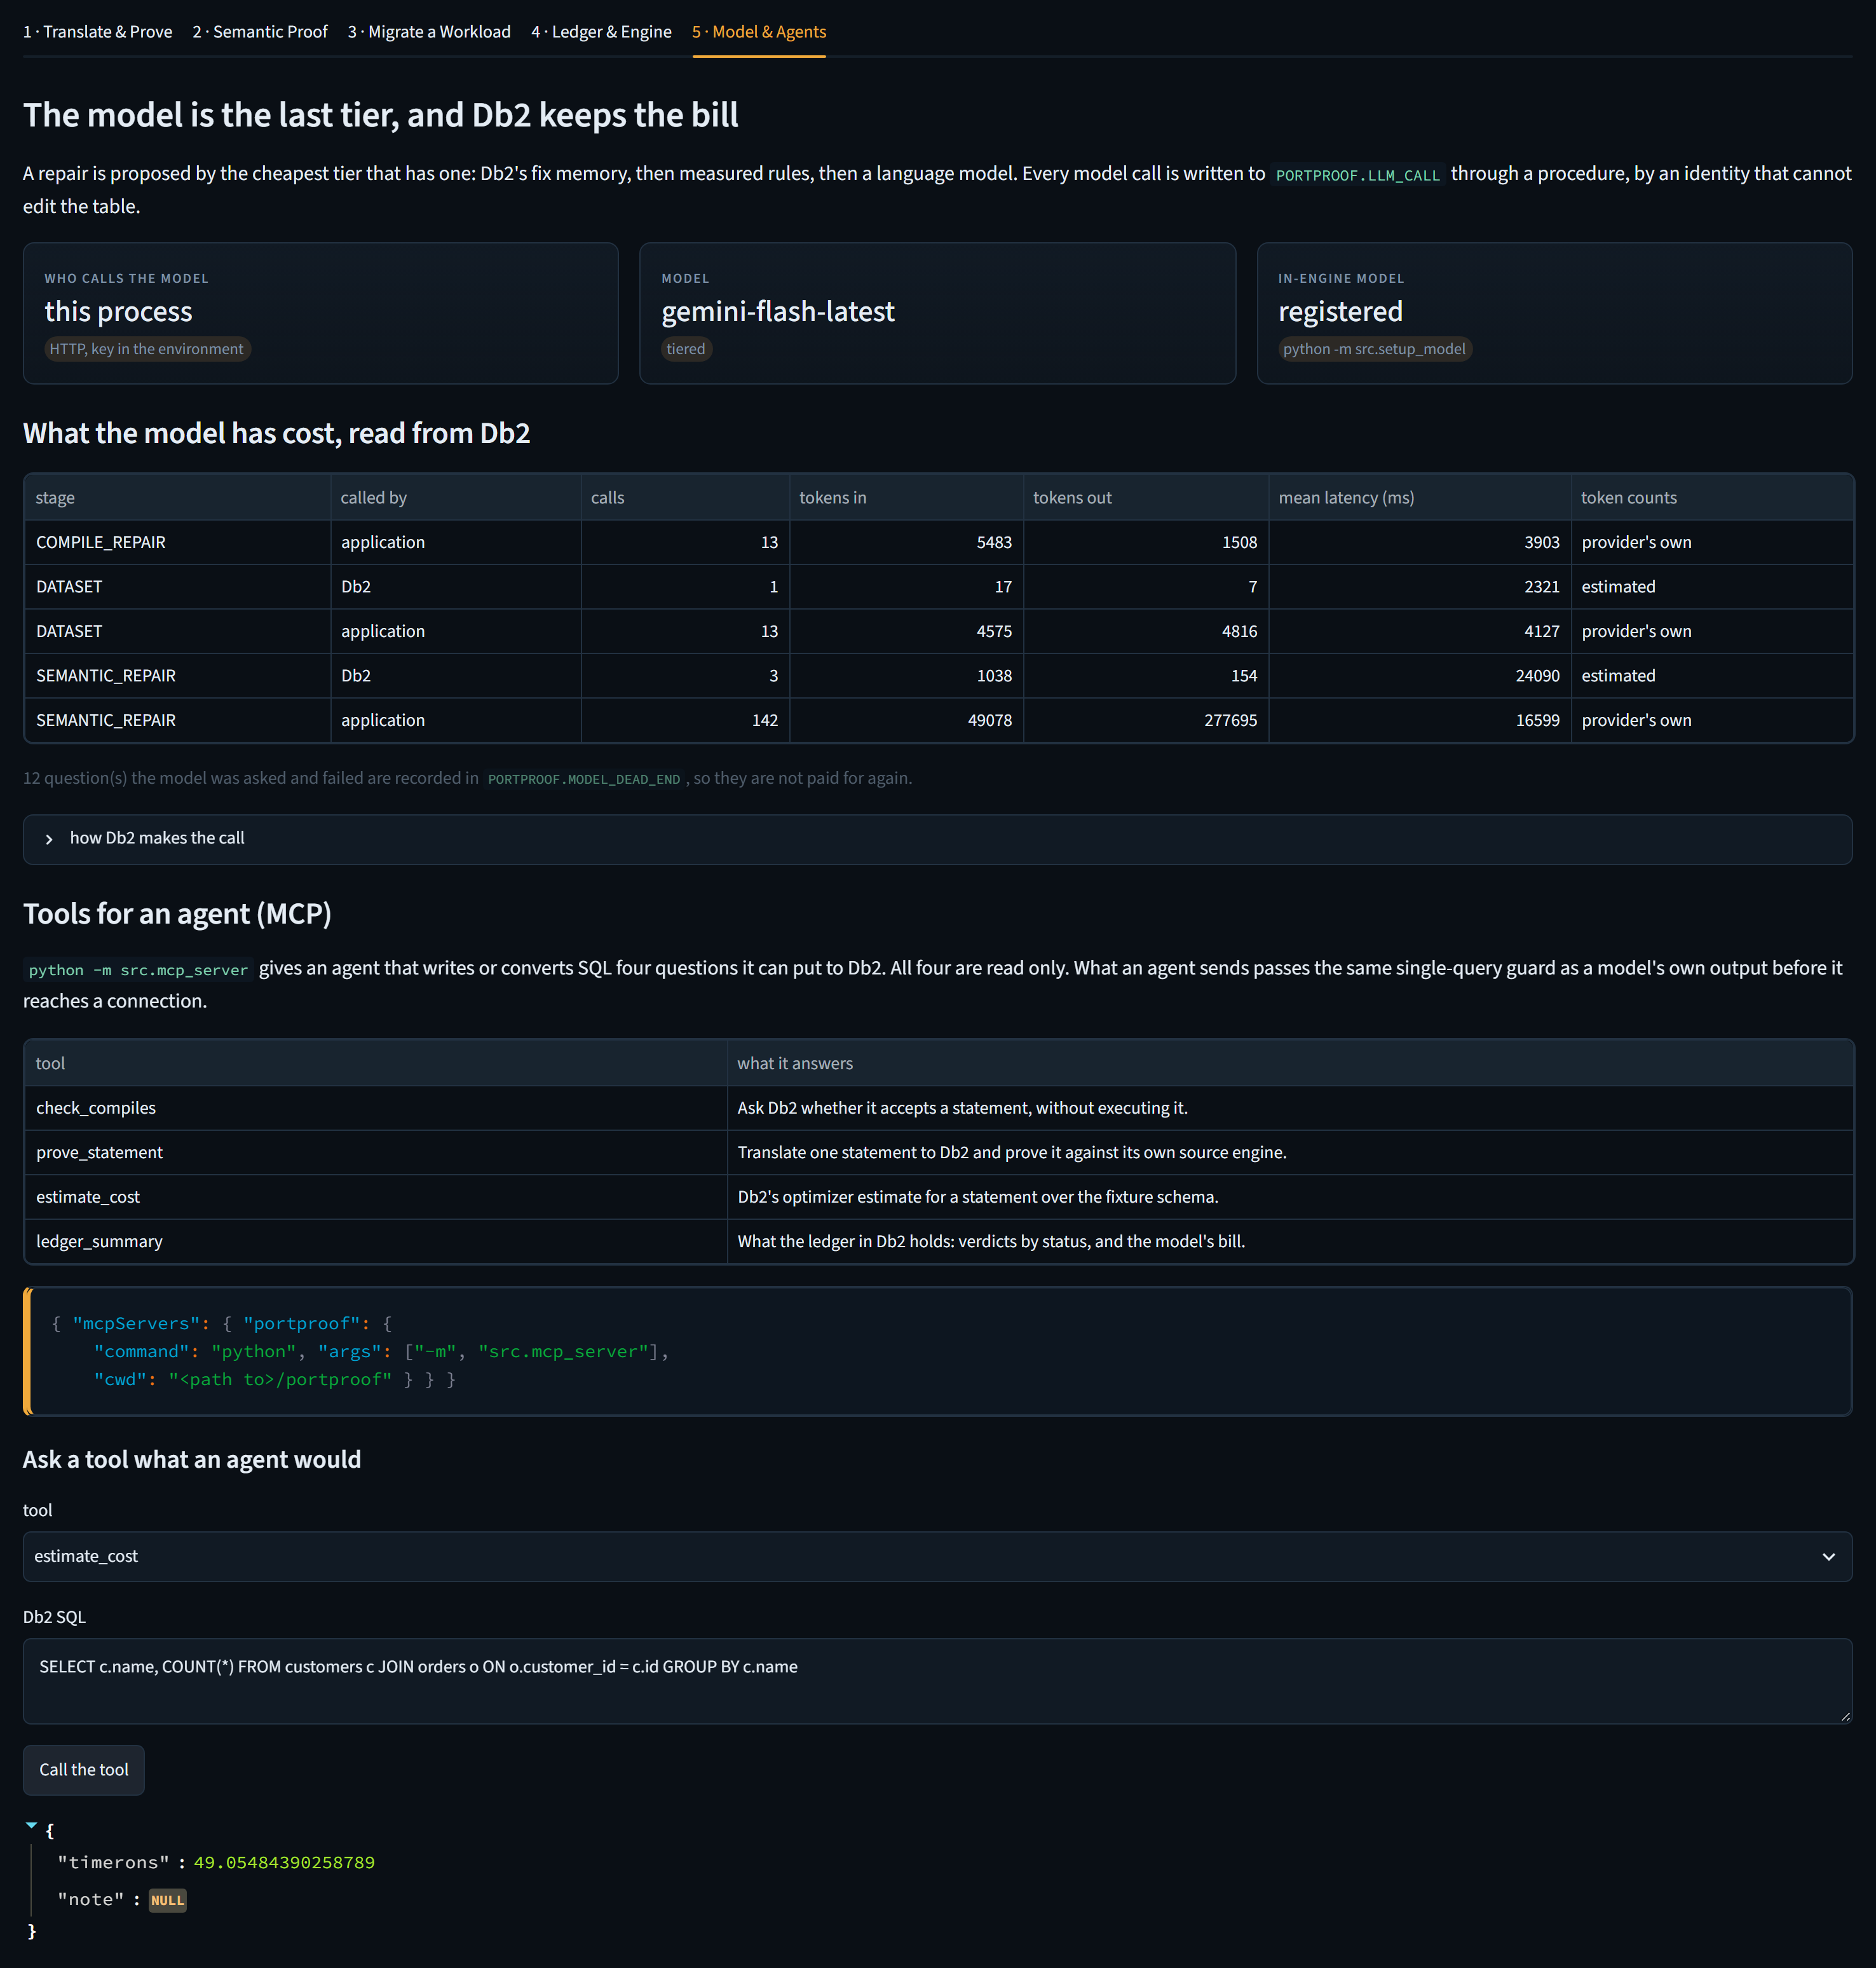 1 · Translate & Prove 2 · Semantic Proof 3 · Migrate a Workload 4 · Ledger & Engine 5 · Model & Agents
The model is the last tier, and Db2 keeps the bill
A repair is proposed by the cheapest tier that has one: Db2's fix memory, then measured rules, then a language model. Every model call is written to PORTPROOF.LLM_CALL through a procedure, by an identity that cannot
edit the table.
WHO CALLS THE MODEL
this process
HTTP, key in the environment
MODEL
gemini-flash-latest
tiered
IN-ENGINE MODEL
registered
python -m src.setup_model
What the model has cost, read from Db2
stage called by calls tokens in tokens out mean latency (ms) token counts
COMPILE_REPAIR application 13 5483 1508 3903 provider's own
DATASET Db2 1 17 7 2321 estimated
DATASET application 13 4575 4816 4127 provider's own
SEMANTIC_REPAIR Db2 3 1038 154 24090 estimated
SEMANTIC_REPAIR application 142 49078 277695 16599 provider's own
12 question(s) the model was asked and failed are recorded in PORTPROOF.MODEL_DEAD_END , so they are not paid for again.
how Db2 makes the call
Tools for an agent (MCP)
python -m src.mcp_server gives an agent that writes or converts SQL four questions it can put to Db2. All four are read only. What an agent sends passes the same single-query guard as a model's own output before it
reaches a connection.
tool what it answers
check_compiles Ask Db2 whether it accepts a statement, without executing it.
prove_statement Translate one statement to Db2 and prove it against its own source engine.
estimate_cost Db2's optimizer estimate for a statement over the fixture schema.
ledger_summary What the ledger in Db2 holds: verdicts by status, and the model's bill.
{ "mcpServers": { "portproof": {
"command": "python", "args": ["-m", "src.mcp_server"],
"cwd": "<path to>/portproof" } } }
Ask a tool what an agent would
tool
estimate_cost
Db2 SQL
SELECT c.name, COUNT(*) FROM customers c JOIN orders o ON o.customer_id = c.id GROUP BY c.name
Call the tool
{
"timerons" : 49.05484390258789
"note" : NULL
}